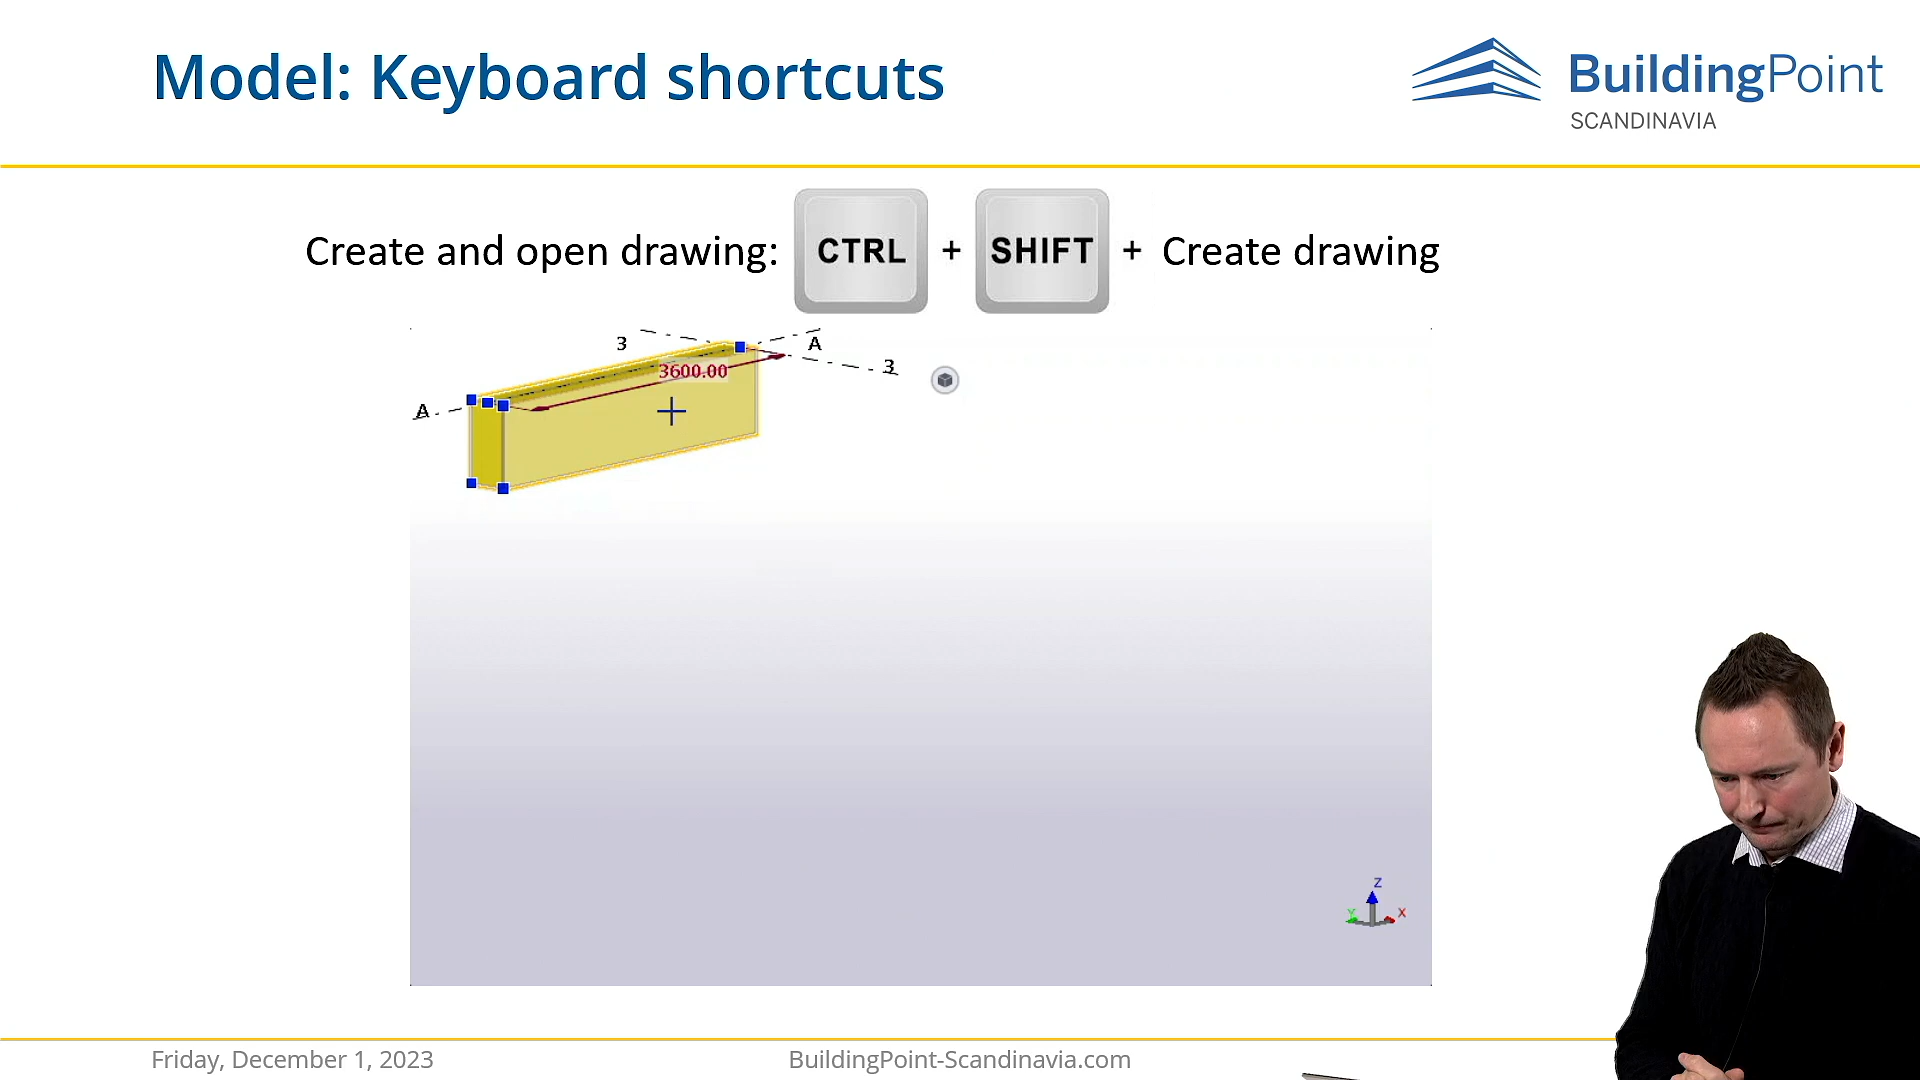 Model: Keyboard shortcuts
BuildingPoint
SCANDINAVIA
Create and open drawing: CTRL + SHIFT + Create drawing
3
A
3
3600.00
A
Z
Y
X
Friday, December 1, 2023
BuildingPoint-Scandinavia.com